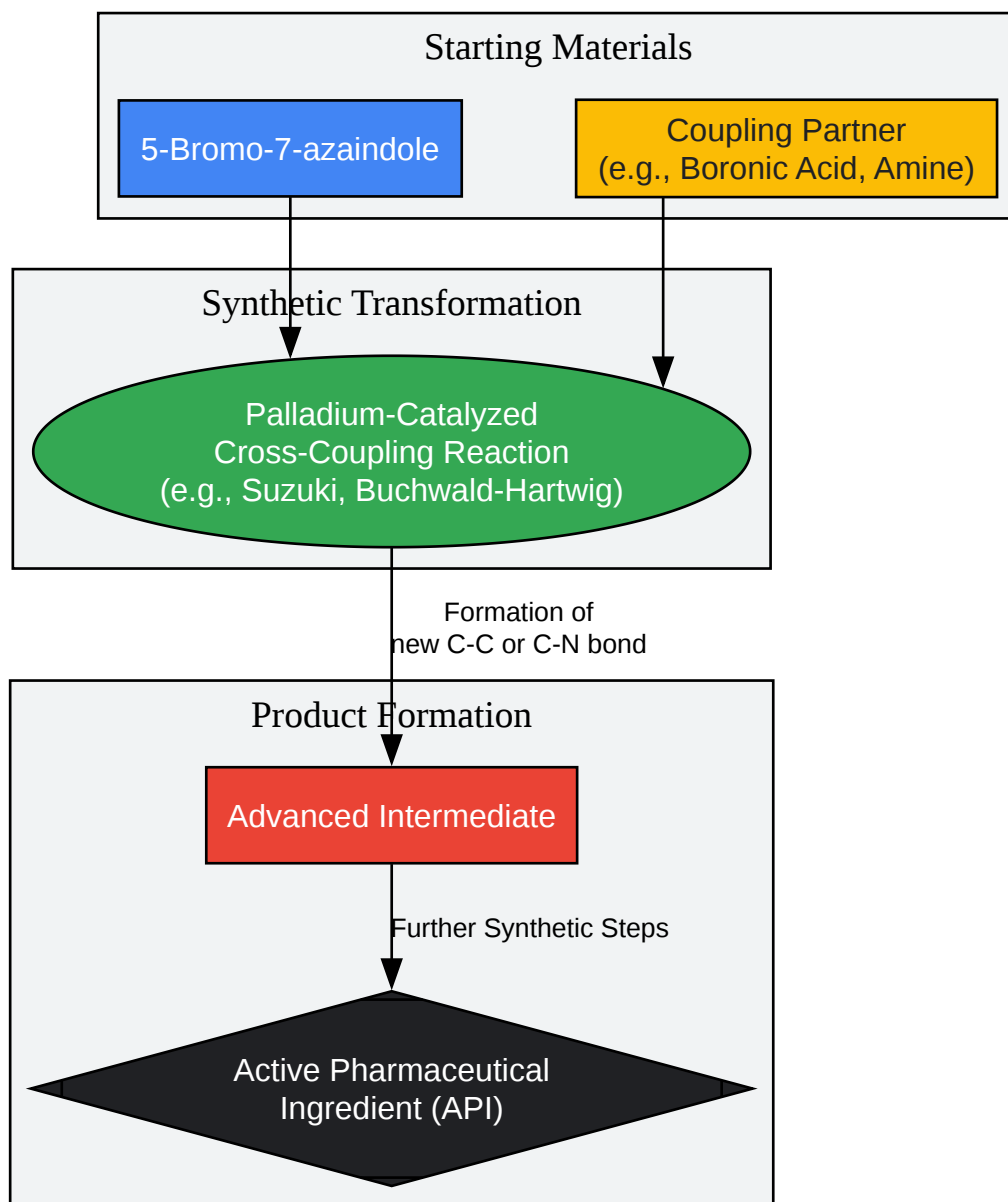 Starting Materials
5-Bromo-7-azaindole
Coupling Partner
(e.g., Boronic Acid, Amine)
Synthetic Transformation
Palladium-Catalyzed
Cross-Coupling Reaction
(e.g., Suzuki, Buchwald-Hartwig)
Formation of
new C-C or C-N bond
Product Formation
Advanced Intermediate
Further Synthetic Steps
Active Pharmaceutical
Ingredient (API)